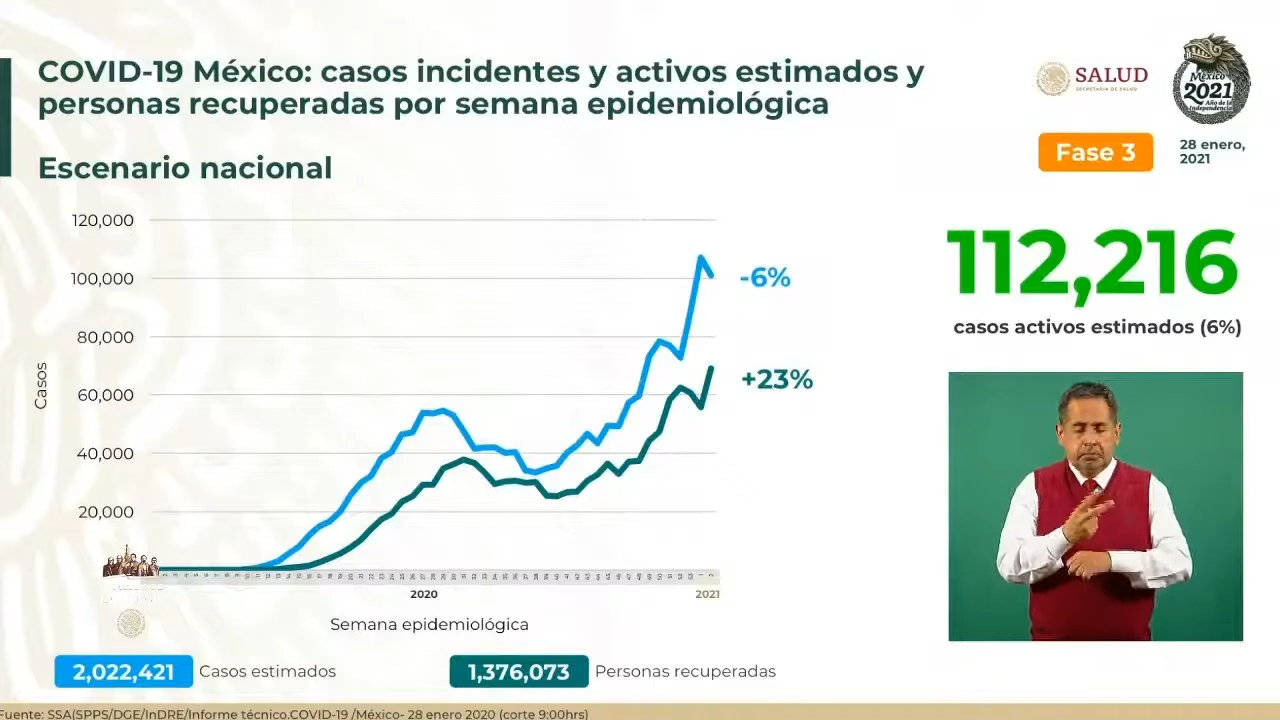 COVID-19 México: casos incidentes y activos estimados y
personas recuperadas por semana epidemiológica
Escenario nacional
SALUD
SECRETARÍA DE SALUD
México
2021
Año de la
Independencia
Fase 3
28 enero,
2021
120,000
100,000
80,000
60,000
40,000
20,000
Casos
-6%
+23%
112,216
casos activos estimados (6%)
2020
2021
Semana epidemiológica
2,022,421 Casos estimados
1,376,073 Personas recuperadas
Fuente: SSA(SPPS/DGE/InDRE/Informe técnico.COVID-19 /México- 28 enero 2020 (corte 9:00hrs)